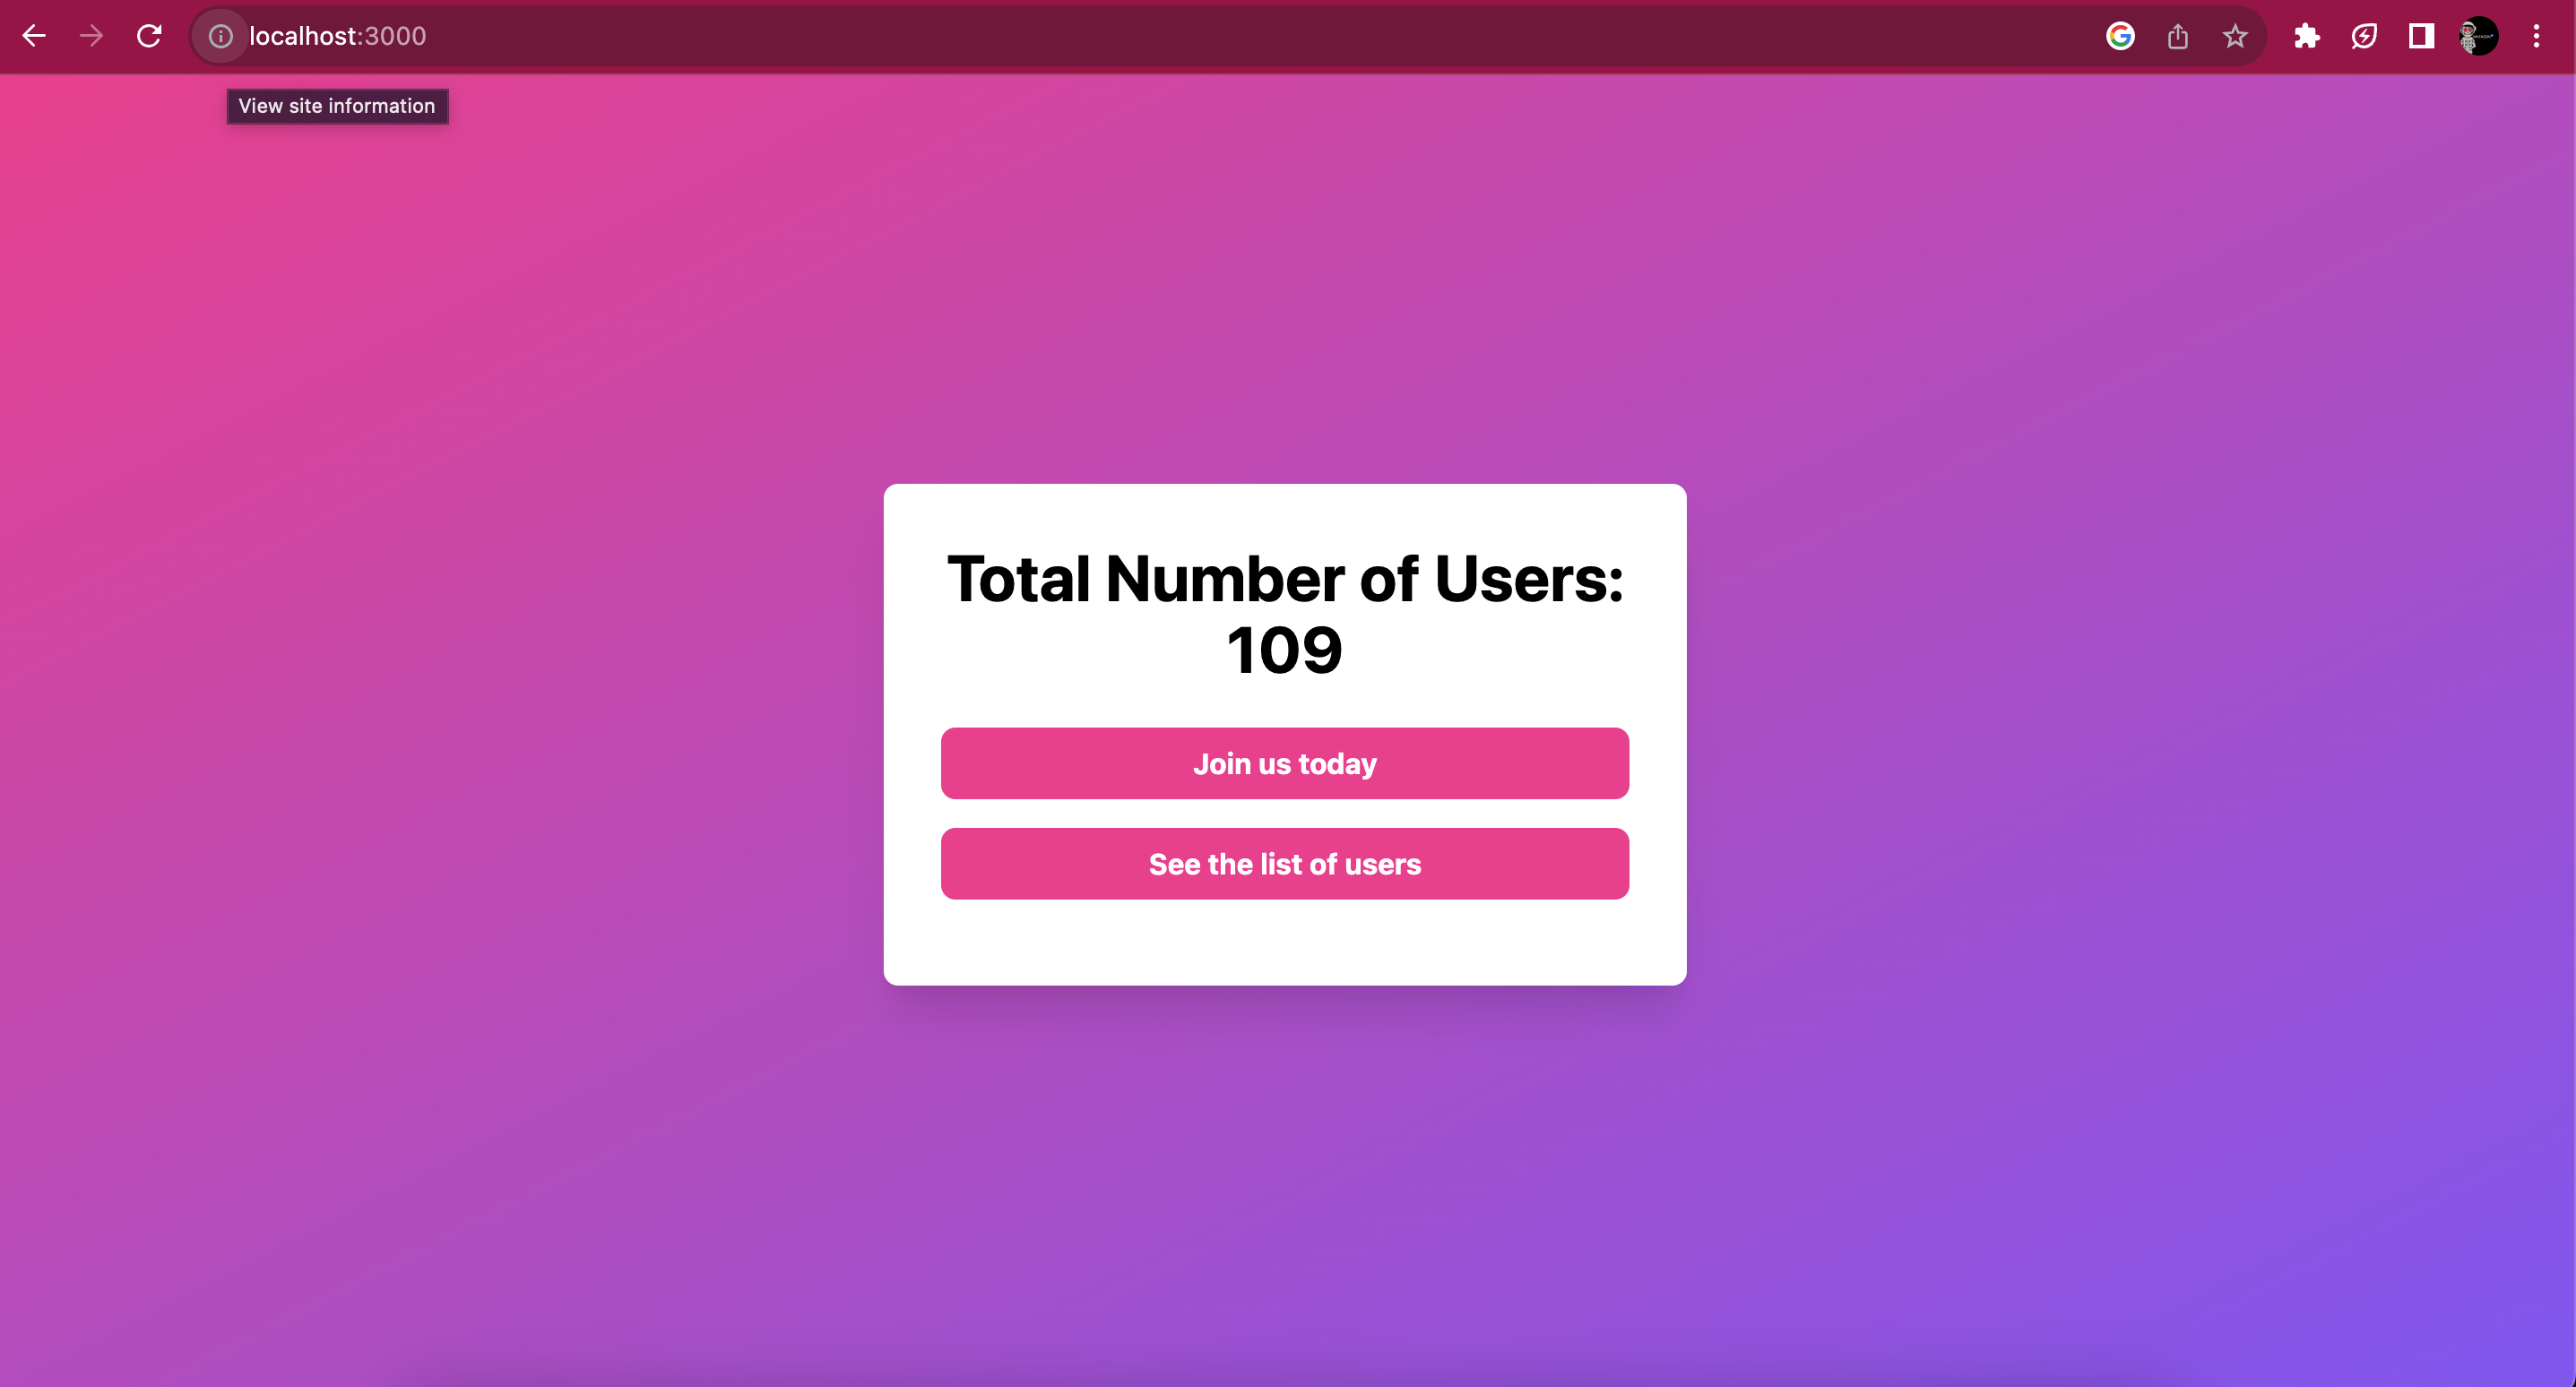 localhost:3000
View site information
Total Number of Users:
109
Join us today
See the list of users